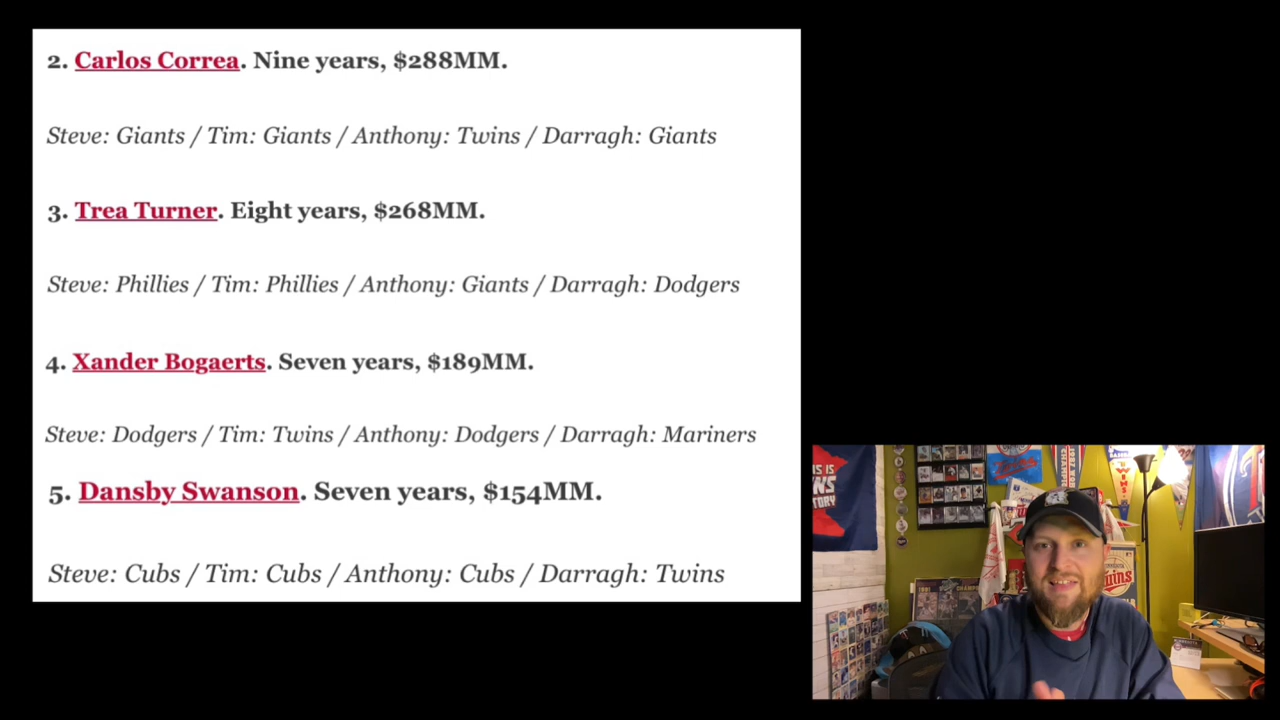 2. Carlos Correa. Nine years, $288MM.
Steve: Giants / Tim: Giants / Anthony: Twins / Darragh: Giants
3. Trea Turner. Eight years, $268MM.
Steve: Phillies / Tim: Phillies / Anthony: Giants / Darragh: Dodgers
4. Xander Bogaerts. Seven years, $189MM.
Steve: Dodgers / Tim: Twins / Anthony: Dodgers / Darragh: Mariners
5. Dansby Swanson. Seven years, $154MM.
Steve: Cubs / Tim: Cubs / Anthony: Cubs / Darragh: Twins
TWINS